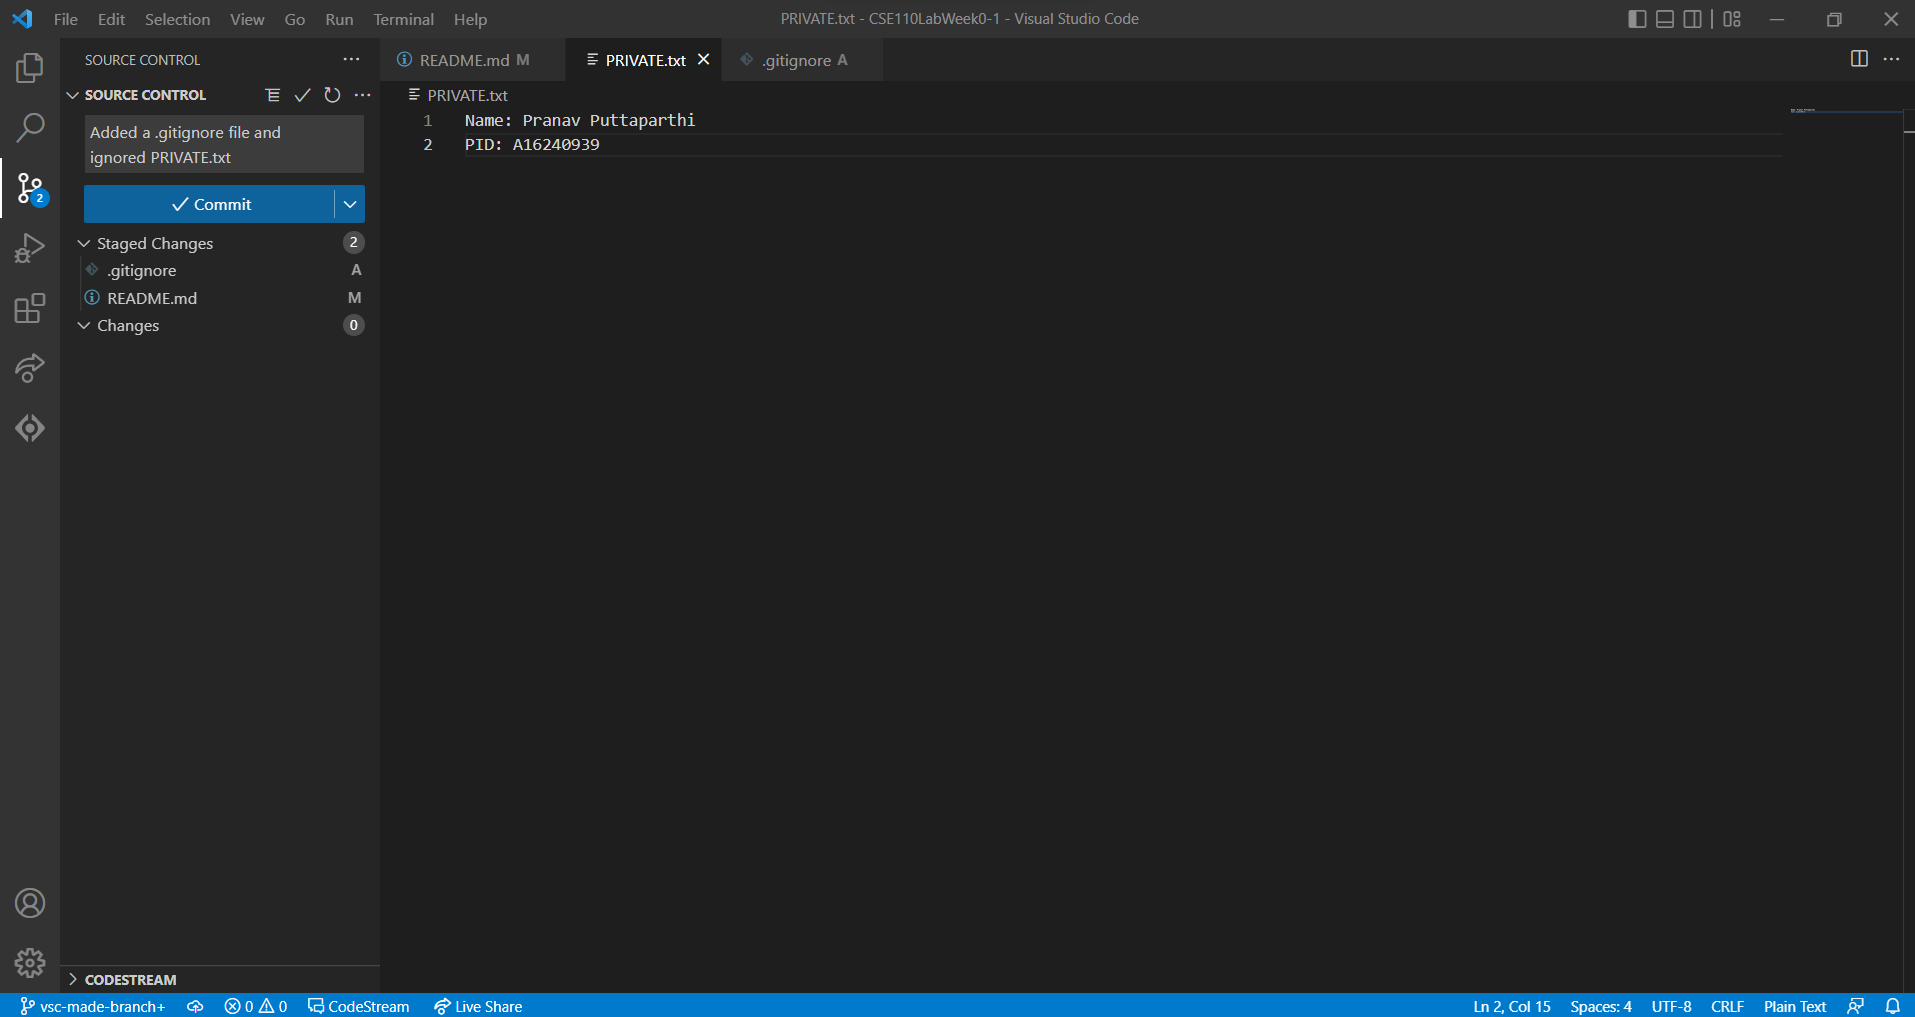 File Edit Selection View Go Run Terminal Help
PRIVATE.txt - CSE110LabWeek0-1 - Visual Studio Code
SOURCE CONTROL
SOURCE CONTROL
Added a .gitignore file and
ignored PRIVATE.txt
Commit
2
Staged Changes 2
.gitignore A
README.md M
Changes 0
README.md M
PRIVATE.txt
.gitignore A
PRIVATE.txt
1 Name: Pranav Puttaparthi
2 PID: A16240939
CODESTREAM
vsc-made-branch+ 0 0 CodeStream Live Share
Ln 2, Col 15 Spaces: 4 UTF-8 CRLF Plain Text